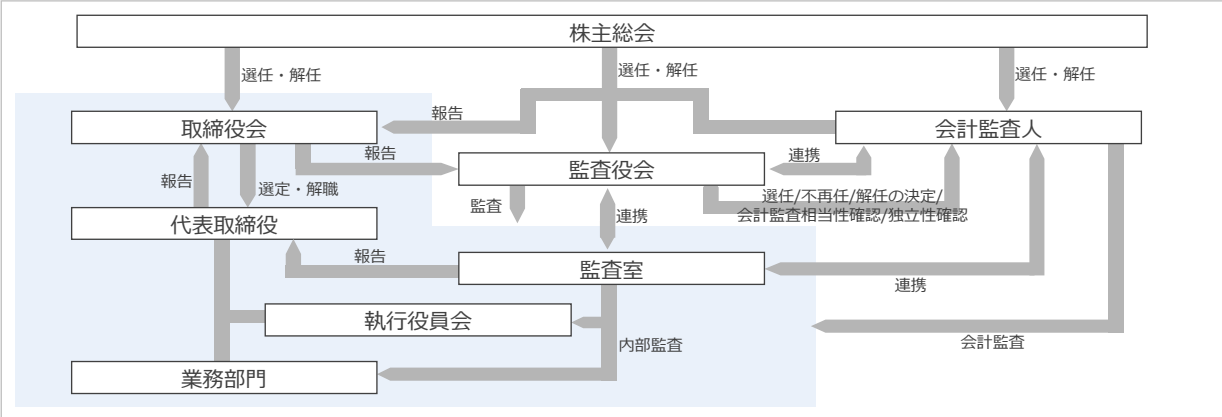 株主総会
選任・解任
選任・解任
選任・解任
報告
取締役会
会計監査人
報告
連携
監査役会
報告
選定・解職
監査
選任/不再任/解任の決定/
会計監査相当性確認/独立性確認
連携
代表取締役
報告
監査室
連携
執行役員会
会計監査
内部監査
業務部門